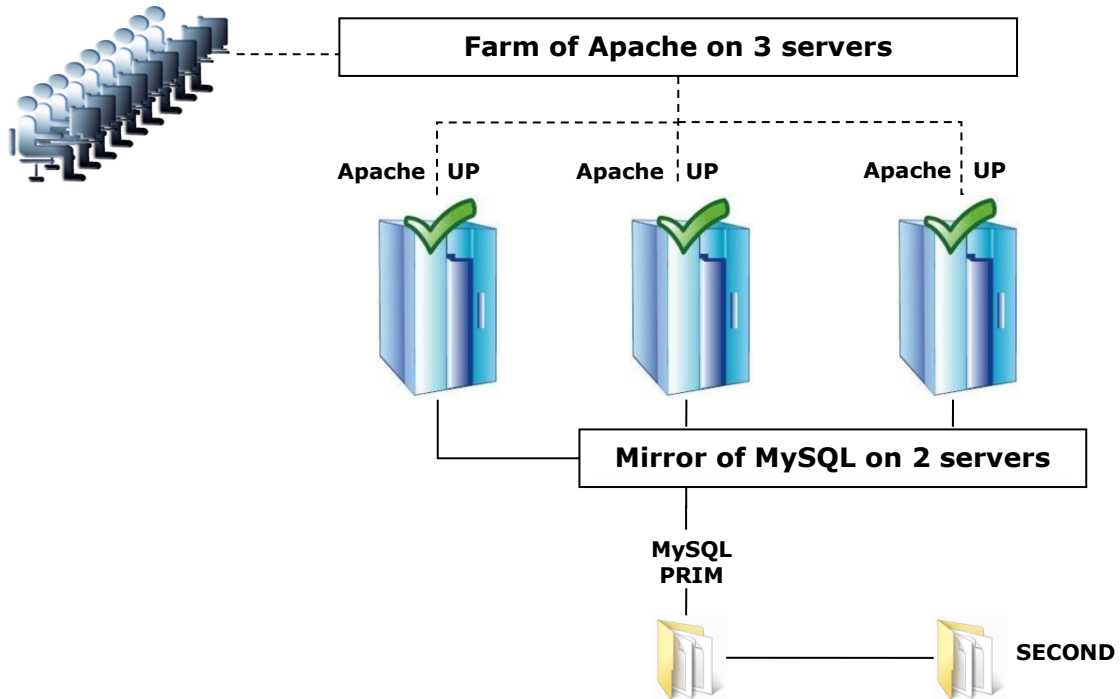 Farm of Apache on 3 servers
Apache UP
Apache UP
Apache UP
Mirror of MySQL on 2 servers
MySQL
PRIM
SECOND